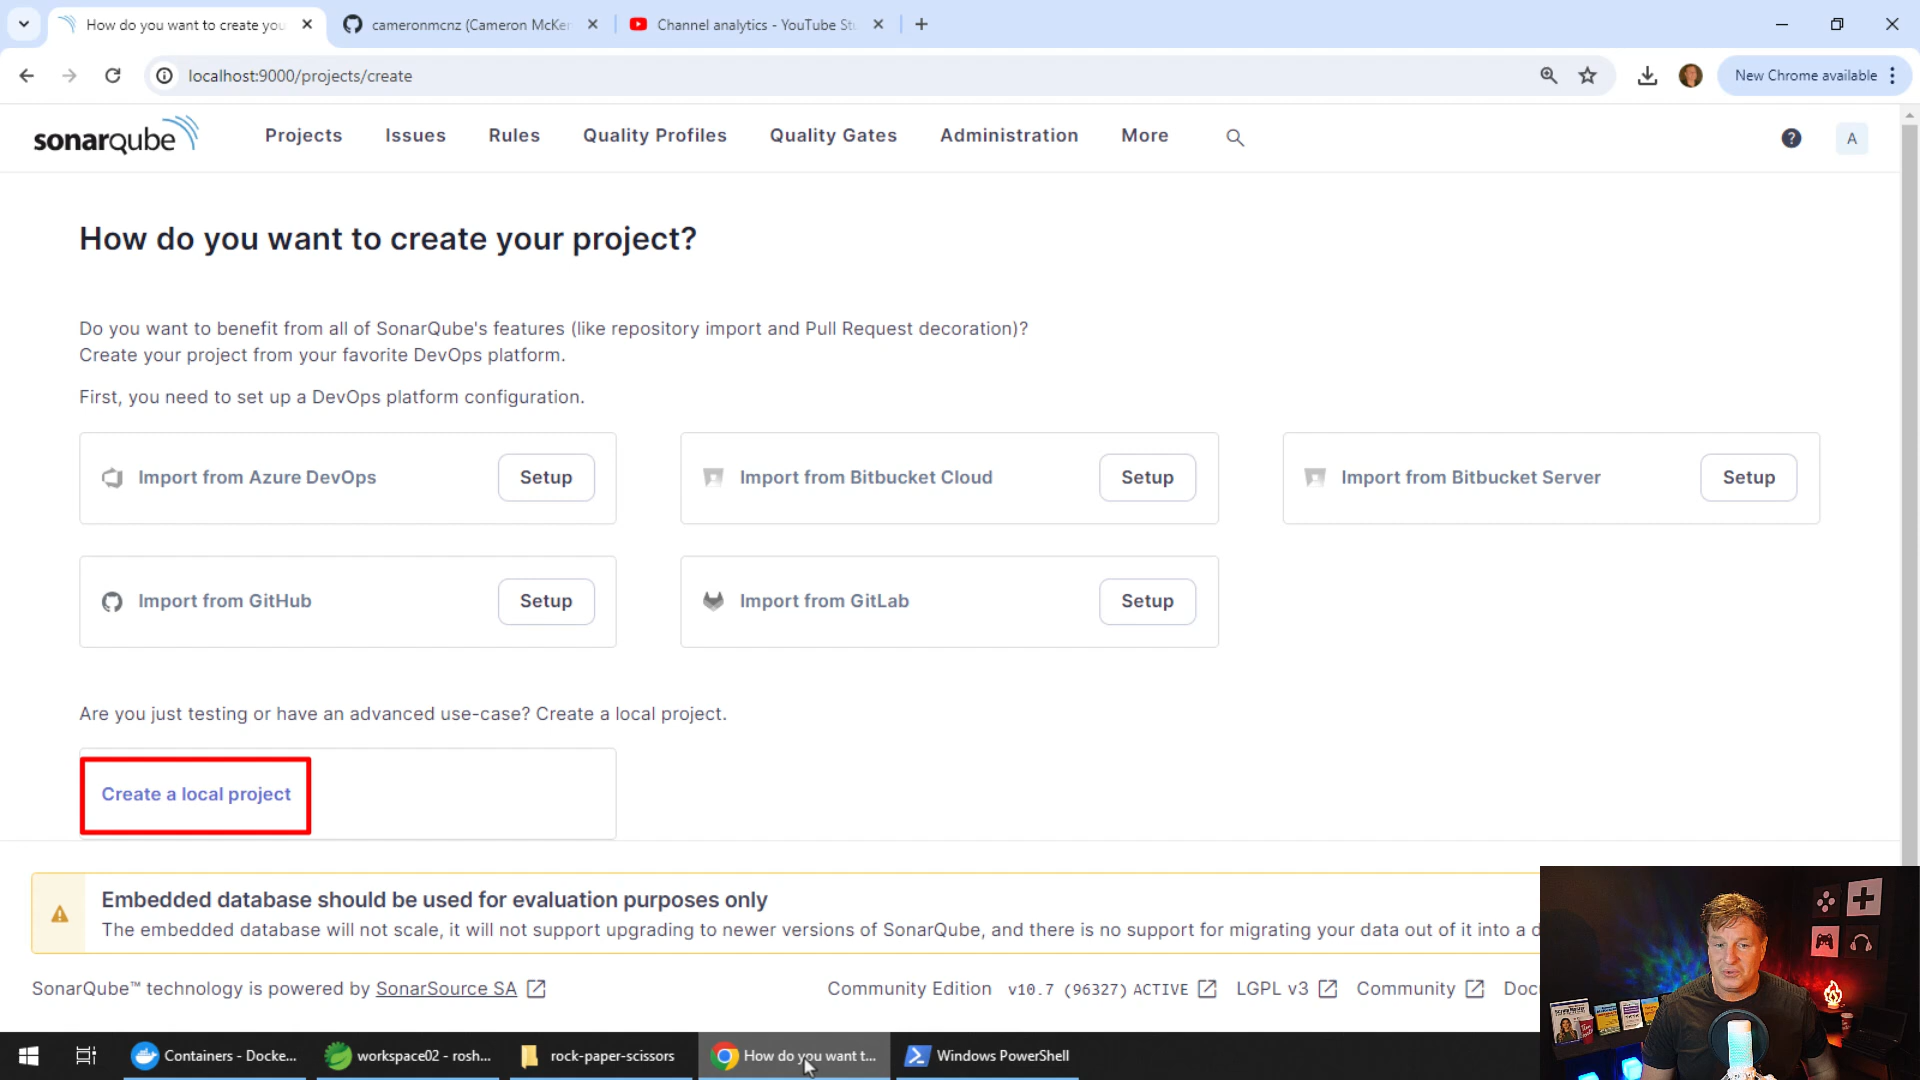 How do you want to create you
cameronmcnz (Cameron McKen
Channel analytics - YouTube Stu
localhost:9000/projects/create
New Chrome available
sonarqube
Projects
Issues
Rules
Quality Profiles
Quality Gates
Administration
More
A
How do you want to create your project?
Do you want to benefit from all of SonarQube's features (like repository import and Pull Request decoration)?
Create your project from your favorite DevOps platform.
First, you need to set up a DevOps platform configuration.
Import from Azure DevOps
Setup
Import from Bitbucket Cloud
Setup
Import from Bitbucket Server
Setup
Import from GitHub
Setup
Import from GitLab
Setup
Are you just testing or have an advanced use-case? Create a local project.
Create a local project
Embedded database should be used for evaluation purposes only
The embedded database will not scale, it will not support upgrading to newer versions of SonarQube, and there is no support for migrating your data out of it into a d
SonarQube™ technology is powered by SonarSource SA
Community Edition
v10.7 (96327) ACTIVE
LGPL v3
Community
Doc
Containers - Docke...
workspace02 - rosh...
rock-paper-scissors
How do you want t...
Windows PowerShell